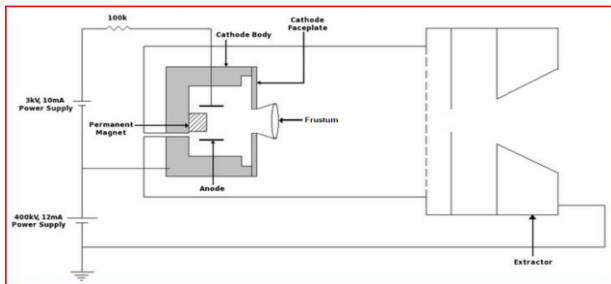 100k
Cathode Body
Cathode
Faceplate
3kV, 10mA
Power Supply
Permanent
Magnet
Frustum
Anode
400kV, 12mA
Power Supply
Extractor